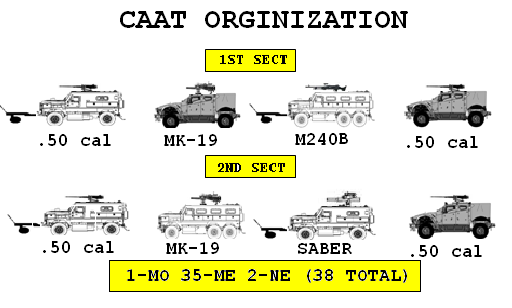 CAAT ORGINIZATION
1ST SECT
.50 cal MK-19 M240B .50 cal
2ND SECT
.50 cal MK-19 SABER .50 cal
1-MO 35-ME 2-NE (38 TOTAL)